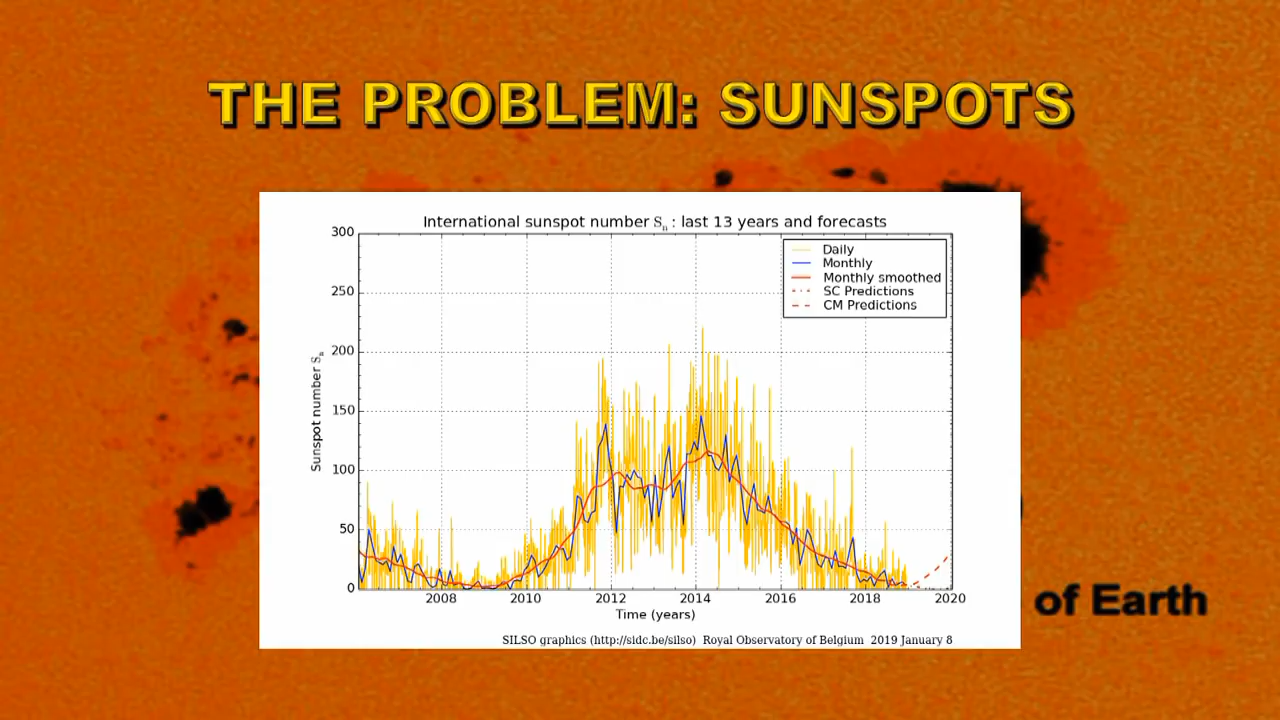 THE PROBLEM: SUNSPOTS
International sunspot number Sn : last 13 years and forecasts
300
250
200
150
100
50
0
Sunspot number Sn
Daily
Monthly
Monthly smoothed
SC Predictions
CM Predictions
2008 2010 2012 2014 2016 2018 2020
Time (years)
SILSO graphics (http://sidc.be/silso) Royal Observatory of Belgium 2019 January 8
of Earth